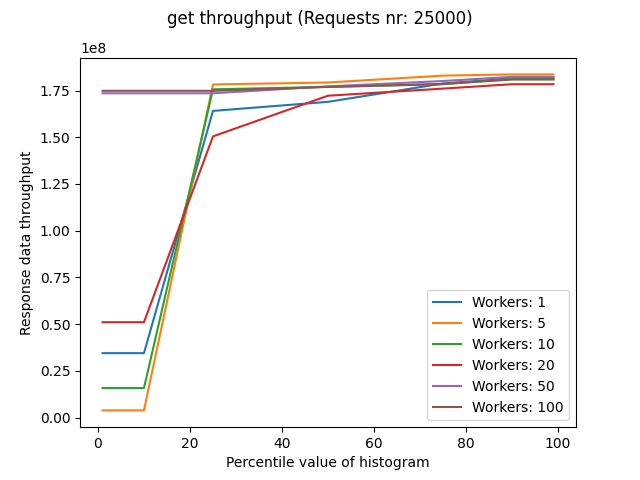 get throughput (Requests nr: 25000)
1e8
1.75
1.50
1.25
1.00
0.75
0.50
0.25
0.00
Response data throughput
0 20 40 60 80 100
Percentile value of histogram
Workers: 1
Workers: 5
Workers: 10
Workers: 20
Workers: 50
Workers: 100